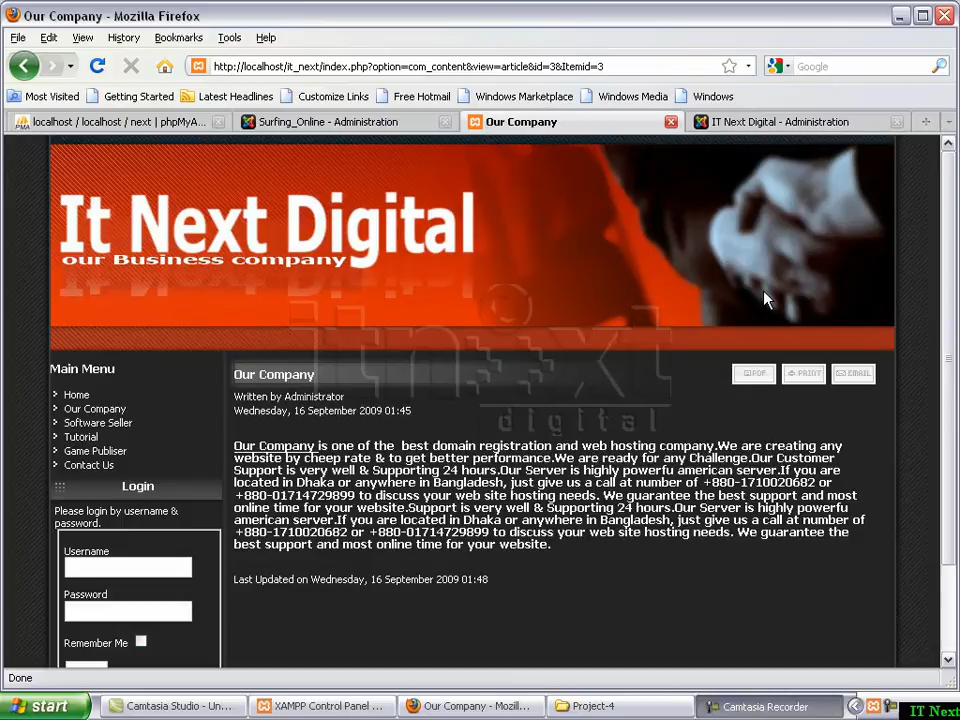 Our Company - Mozilla Firefox
File Edit View History Bookmarks Tools Help
http://localhost/it_next/index.php?option=com_content&view=article&id=3&Itemid=3
Google
Most Visited Getting Started Latest Headlines Customize Links Free Hotmail Windows Marketplace Windows Media Windows
localhost / localhost / next | phpMyA... Surfing_Online - Administration Our Company IT Next Digital - Administration
It Next Digital
our Business company
itnext
digital
Main Menu
Home
Our Company
Software Seller
Tutorial
Game Publiser
Contact Us
Login
Please login by username &
password.
Username
Password
Remember Me
Our Company
PDF PRINT EMAIL
Written by Administrator
Wednesday, 16 September 2009 01:45
Our Company is one of the best domain registration and web hosting company.We are creating any
website by cheep rate & to get better performance.We are ready for any Challenge.Our Customer
Support is very well & Supporting 24 hours.Our Server is highly powerfu american server.If you are
located in Dhaka or anywhere in Bangladesh, just give us a call at number of +880-1710020682 or
+880-01714729899 to discuss your web site hosting needs. We guarantee the best support and most
online time for your website.Support is very well & Supporting 24 hours.Our Server is highly powerfu
american server.If you are located in Dhaka or anywhere in Bangladesh, just give us a call at number of
+880-1710020682 or +880-01714729899 to discuss your web site hosting needs. We guarantee the
best support and most online time for your website.
Last Updated on Wednesday, 16 September 2009 01:48
Done
start Camtasia Studio - Un... XAMPP Control Panel ... Our Company - Mozill... Project-4 Camtasia Recorder IT Next